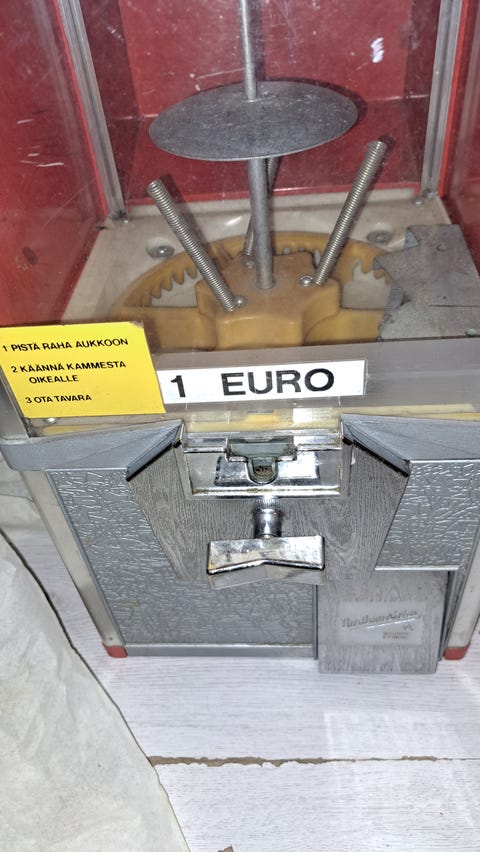 1 PISTÄ RAHA AUKKOON
2 KÄÄNNÄ KAMMESTA
OIKEALLE
3 OTA TAVARA
1 EURO